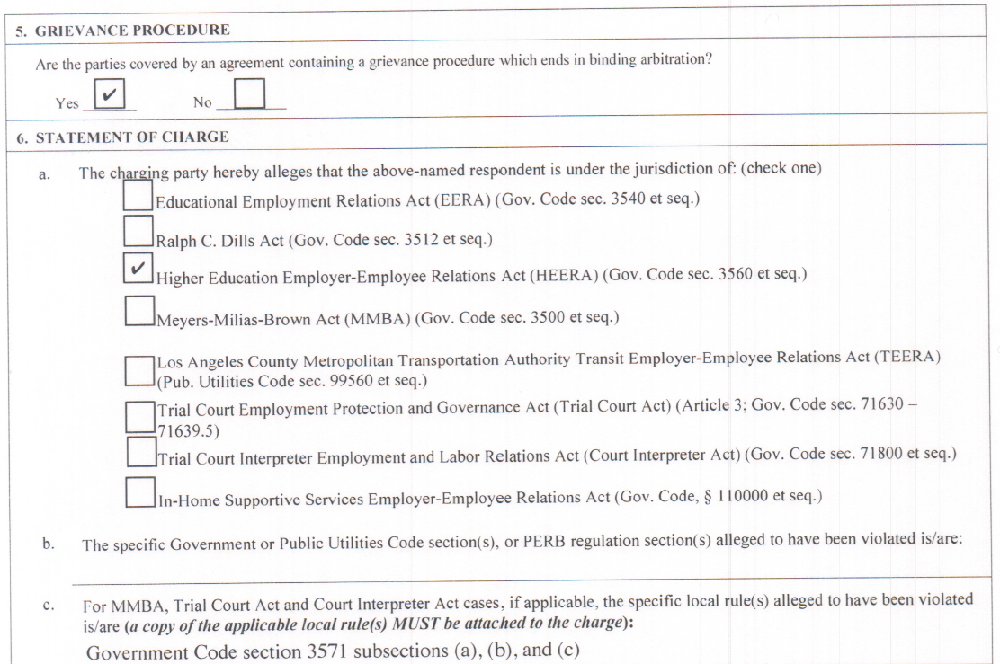 5. GRIEVANCE PROCEDURE
Are the parties covered by an agreement containing a grievance procedure which ends in binding arbitration?
Yes ✓ No
6. STATEMENT OF CHARGE
a. The charging party hereby alleges that the above-named respondent is under the jurisdiction of: (check one)
Educational Employment Relations Act (EERA) (Gov. Code sec. 3540 et seq.)
Ralph C. Dills Act (Gov. Code sec. 3512 et seq.)
✓ Higher Education Employer-Employee Relations Act (HEERA) (Gov. Code sec. 3560 et seq.)
Meyers-Milias-Brown Act (MMBA) (Gov. Code sec. 3500 et seq.)
Los Angeles County Metropolitan Transportation Authority Transit Employer-Employee Relations Act (TEERA)
(Pub. Utilities Code sec. 99560 et seq.)
Trial Court Employment Protection and Governance Act (Trial Court Act) (Article 3; Gov. Code sec. 71630 –
71639.5)
Trial Court Interpreter Employment and Labor Relations Act (Court Interpreter Act) (Gov. Code sec. 71800 et seq.)
In-Home Supportive Services Employer-Employee Relations Act (Gov. Code, § 110000 et seq.)
b. The specific Government or Public Utilities Code section(s), or PERB regulation section(s) alleged to have been violated is/are:
c. For MMBA, Trial Court Act and Court Interpreter Act cases, if applicable, the specific local rule(s) alleged to have been violated
is/are (a copy of the applicable local rule(s) MUST be attached to the charge):
Government Code section 3571 subsections (a), (b), and (c)